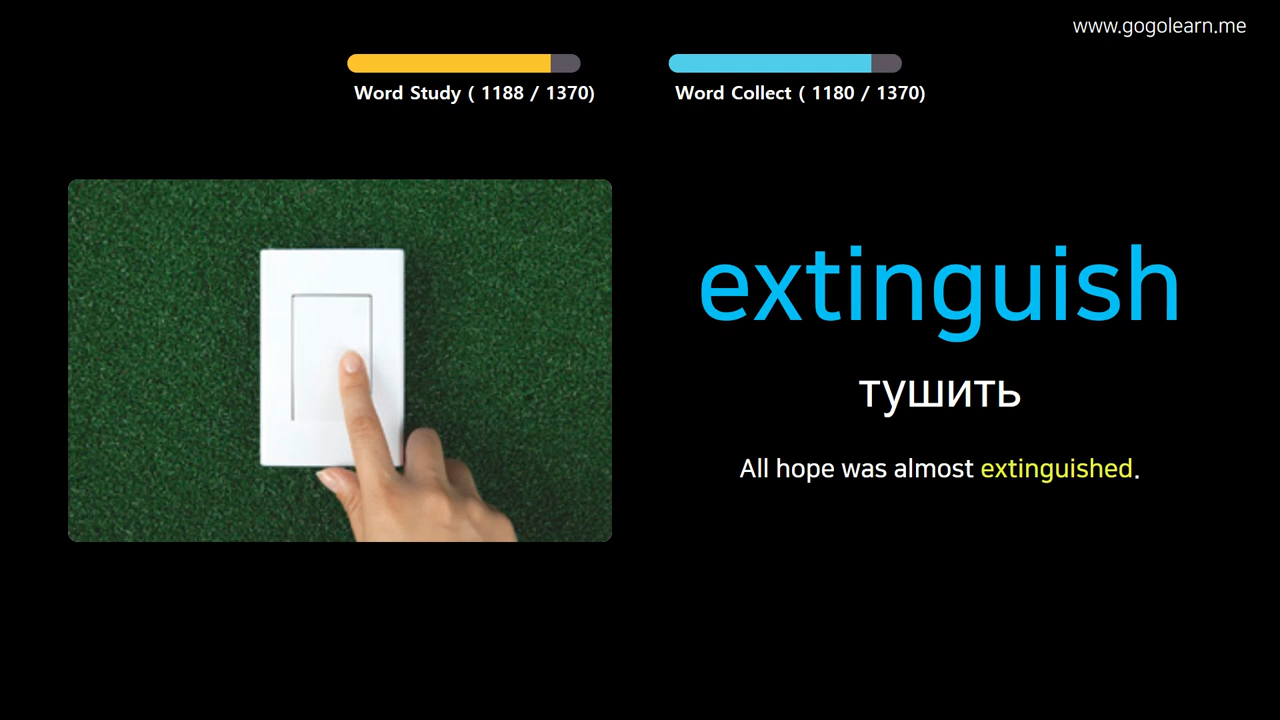 www.gogolearn.me
Word Study ( 1188 / 1370)
Word Collect ( 1180 / 1370)
extinguish
тушить
All hope was almost extinguished.